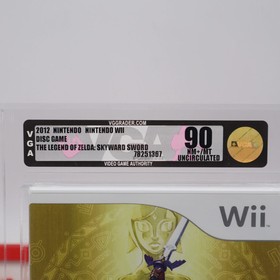 VGGRADER.COM
VGA
2012 NINTENDO NINTENDO WII
DISC GAME
THE LEGEND OF ZELDA: SKYWARD SWORD
78251367
VIDEO GAME AUTHORITY
90
NM+/MT
UNCIRCULATED
Wii